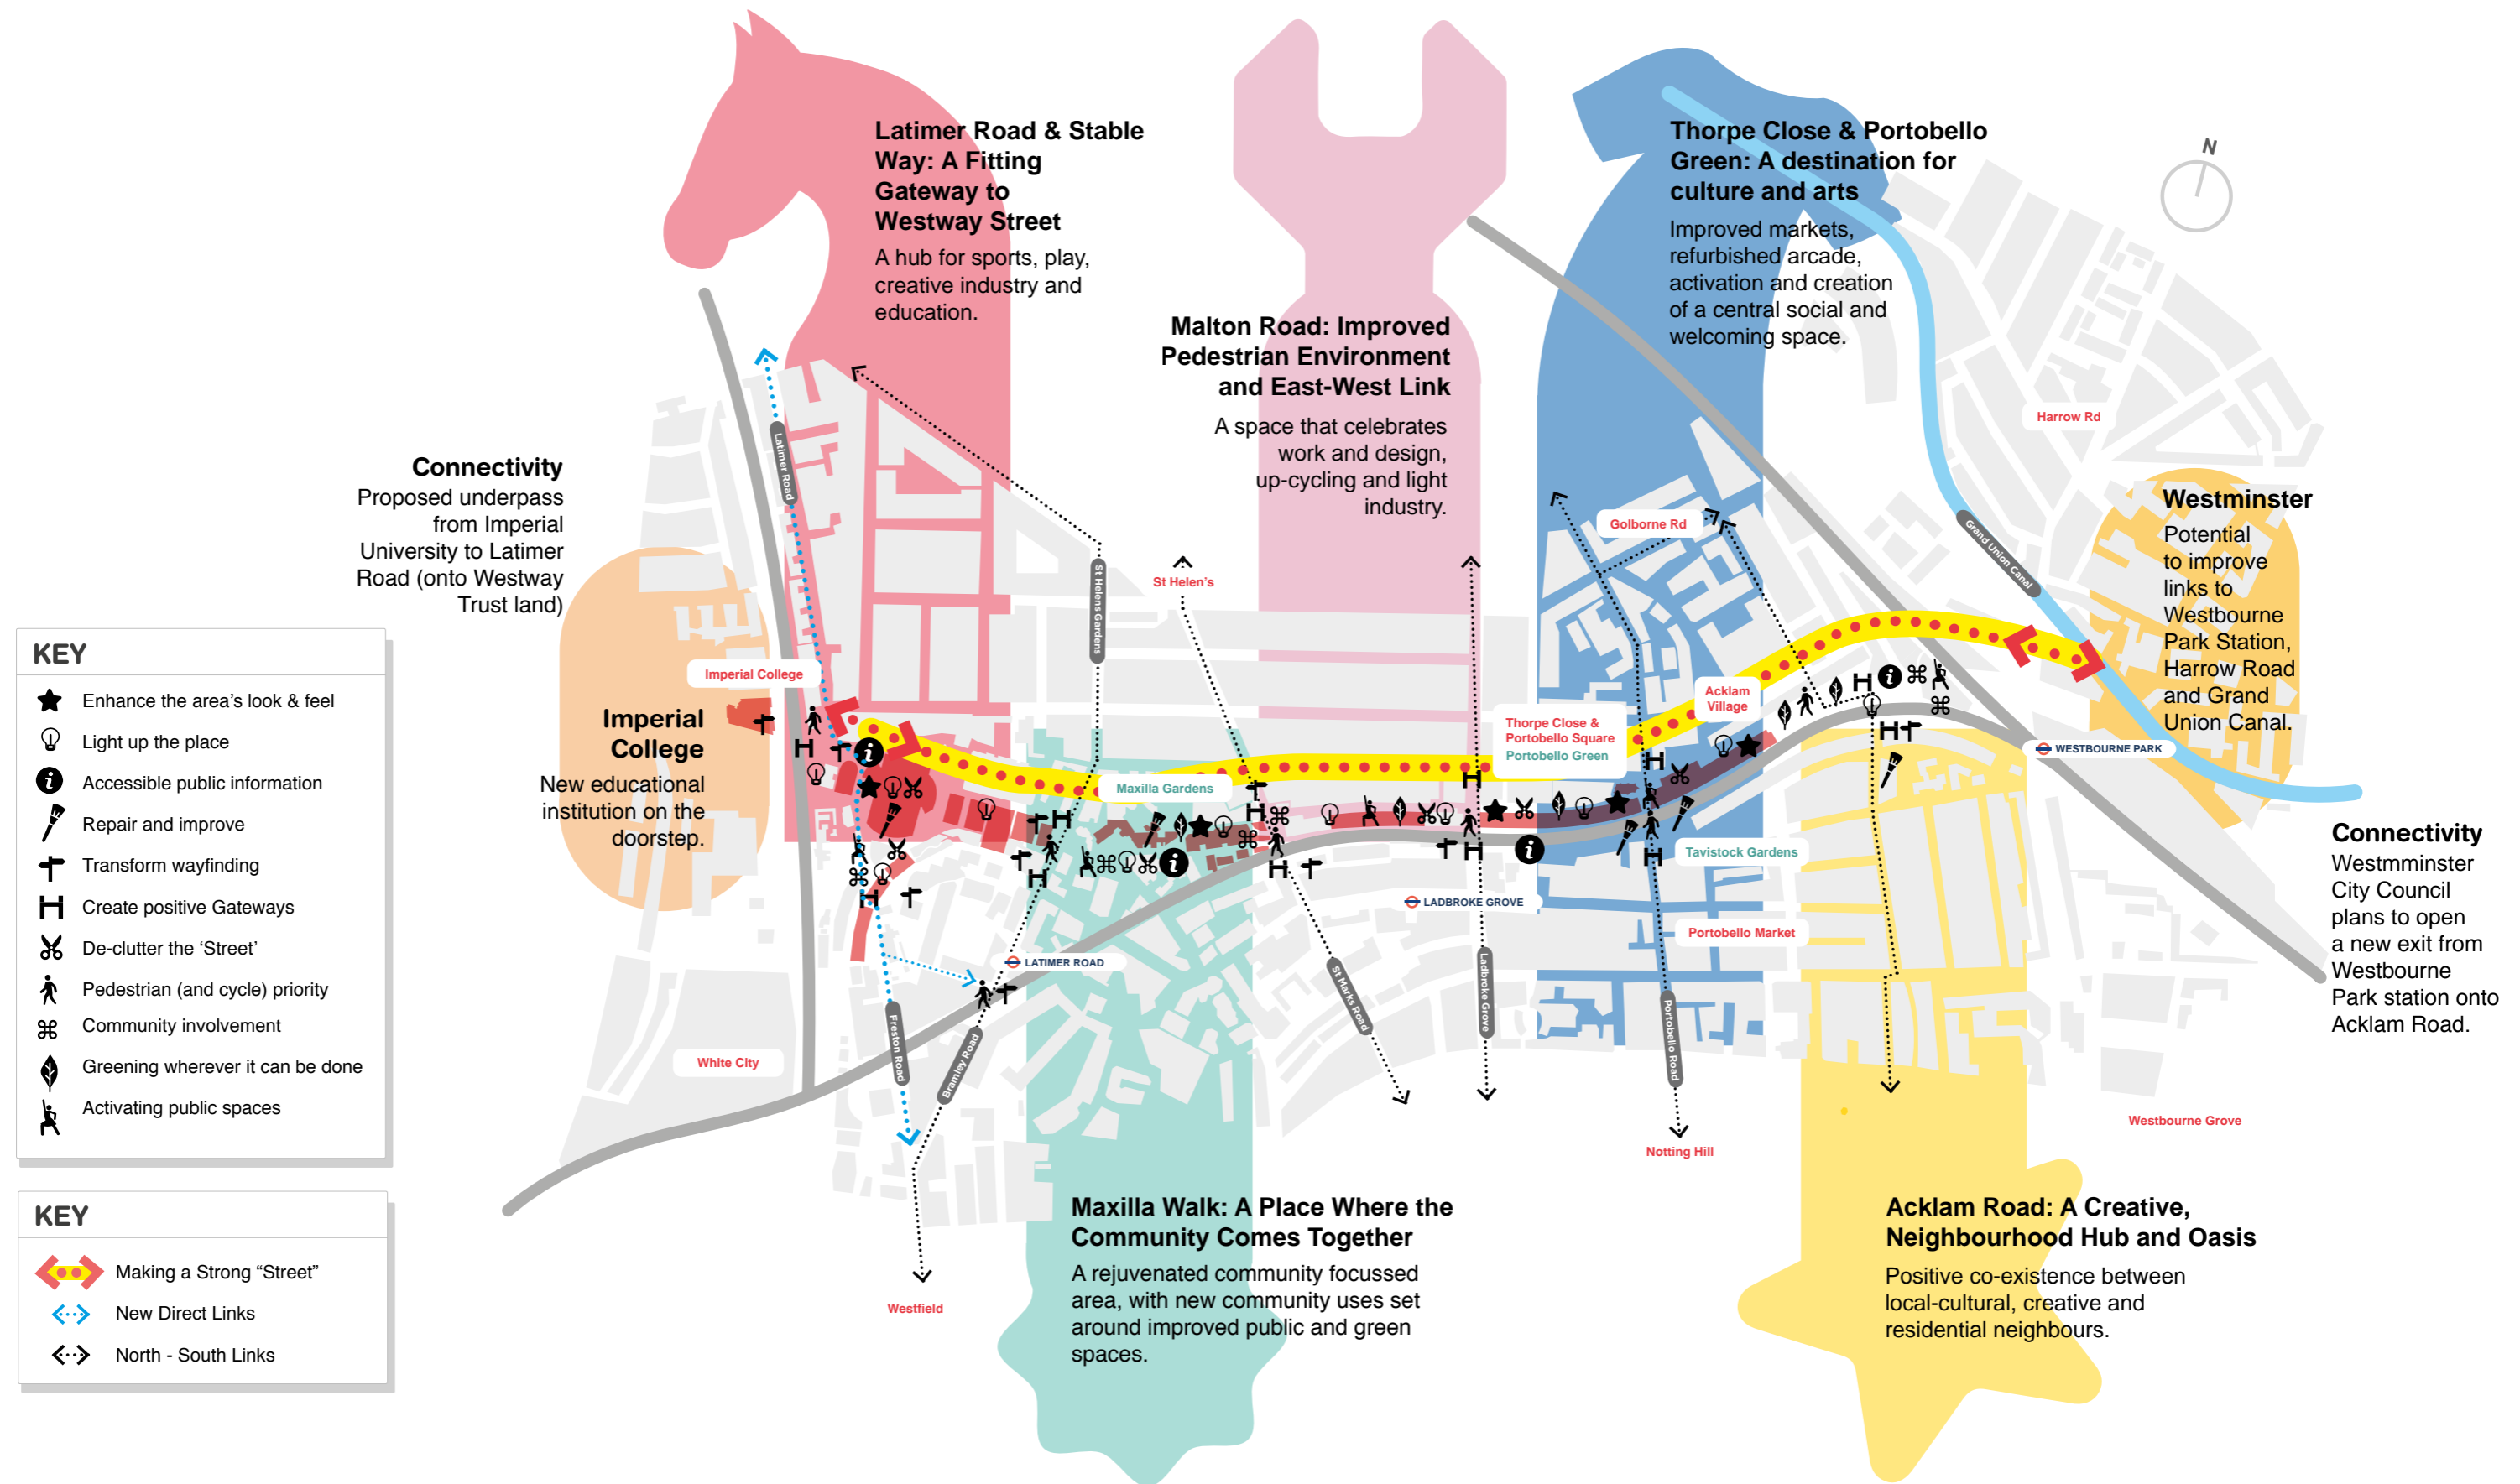 Latimer Road & Stable
Way: A Fitting
Gateway to
Westway Street
A hub for sports, play,
creative industry and
education.
Malton Road: Improved
Pedestrian Environment
and East-West Link
A space that celebrates
work and design,
up-cycling and light
industry.
Thorpe Close & Portobello
Green: A destination for
culture and arts
Improved markets,
refurbished arcade,
activation and creation
of a central social and
welcoming space.
N
Connectivity
Proposed underpass
from Imperial
University to Latimer
Road (onto Westway
Trust land)
Imperial
College
New educational
institution on the
doorstep.
Westminster
Potential
to improve
links to
Westbourne
Park Station,
Harrow Road
and Grand
Union Canal.
Connectivity
Westmminster
City Council
plans to open
a new exit from
Westbourne
Park station onto
Acklam Road.
Latimer Road
St Helens Gardens
St Helen's
Golborne Rd
Harrow Rd
Grand Union Canal
Imperial College
Acklam
Village
Thorpe Close &
Portobello Square
Portobello Green
WESTBOURNE PARK
Maxilla Gardens
Tavistock Gardens
LADBROKE GROVE
Portobello Market
LATIMER ROAD
St Marks Road
Ladbroke Grove
Portobello Road
Freston Road
Bramley Road
White City
Westbourne Grove
Notting Hill
Westfield
Maxilla Walk: A Place Where the
Community Comes Together
A rejuvenated community focussed
area, with new community uses set
around improved public and green
spaces.
Acklam Road: A Creative,
Neighbourhood Hub and Oasis
Positive co-existence between
local-cultural, creative and
residential neighbours.
KEY
Enhance the area's look & feel
Light up the place
Accessible public information
Repair and improve
Transform wayfinding
Create positive Gateways
De-clutter the ‘Street’
Pedestrian (and cycle) priority
Community involvement
Greening wherever it can be done
Activating public spaces
KEY
Making a Strong “Street”
New Direct Links
North - South Links